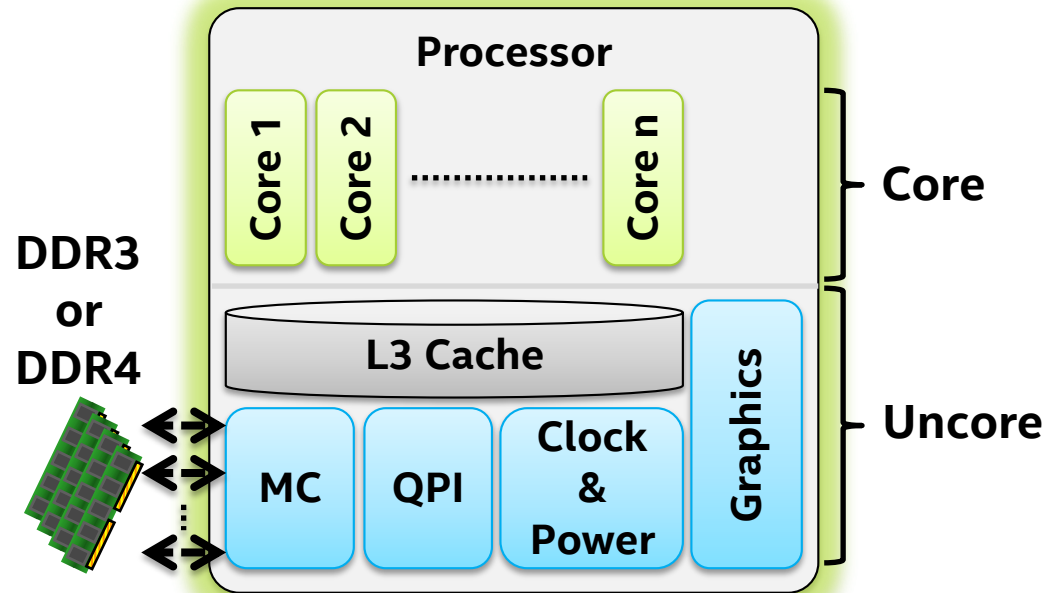 Processor
Core 1
Core 2
Core n
Core
DDR3
or
DDR4
L3 Cache
MC
QPI
Clock
&
Power
Graphics
Uncore